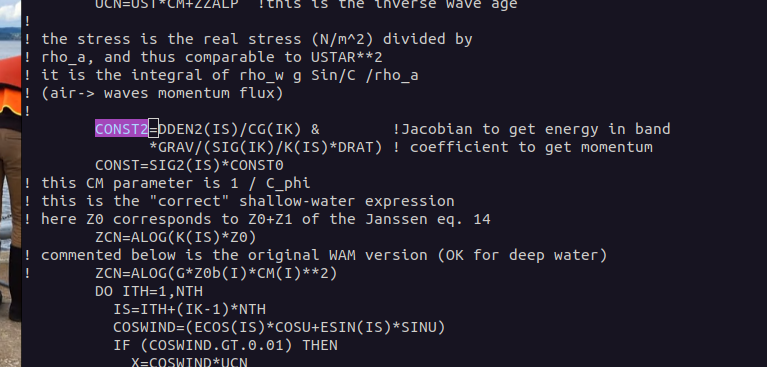 UCN=UST*CM+ZZALP !this is the inverse wave age
!
! the stress is the real stress (N/m^2) divided by
! rho_a, and thus comparable to USTAR**2
! it is the integral of rho_w g Sin/C /rho_a
! (air-> waves momentum flux)
!
CONST2=DDEN2(IS)/CG(IK) & !Jacobian to get energy in band
*GRAV/(SIG(IK)/K(IS)*DRAT) ! coefficient to get momentum
CONST=SIG2(IS)*CONST0
! this CM parameter is 1 / C_phi
! this is the "correct" shallow-water expression
! here Z0 corresponds to Z0+Z1 of the Janssen eq. 14
ZCN=ALOG(K(IS)*Z0)
! commented below is the original WAM version (OK for deep water)
! ZCN=ALOG(G*Z0b(I)*CM(I)**2)
DO ITH=1,NTH
IS=ITH+(IK-1)*NTH
COSWIND=(ECOS(IS)*COSU+ESIN(IS)*SINU)
IF (COSWIND.GT.0.01) THEN
X=COSWIND*UCN